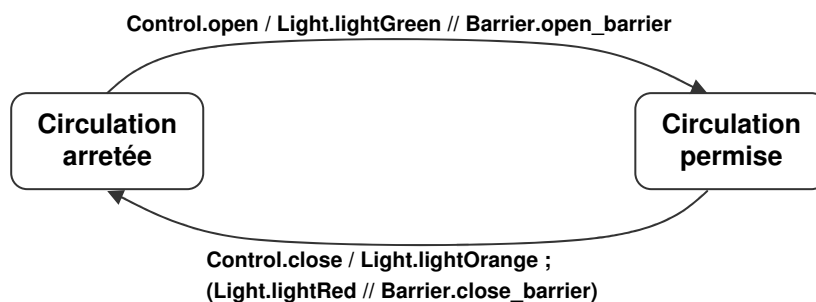 Control.open / Light.lightGreen // Barrier.open_barrier
Circulation
arretée
Circulation
permise
Control.close / Light.lightOrange ;
(Light.lightRed // Barrier.close_barrier)